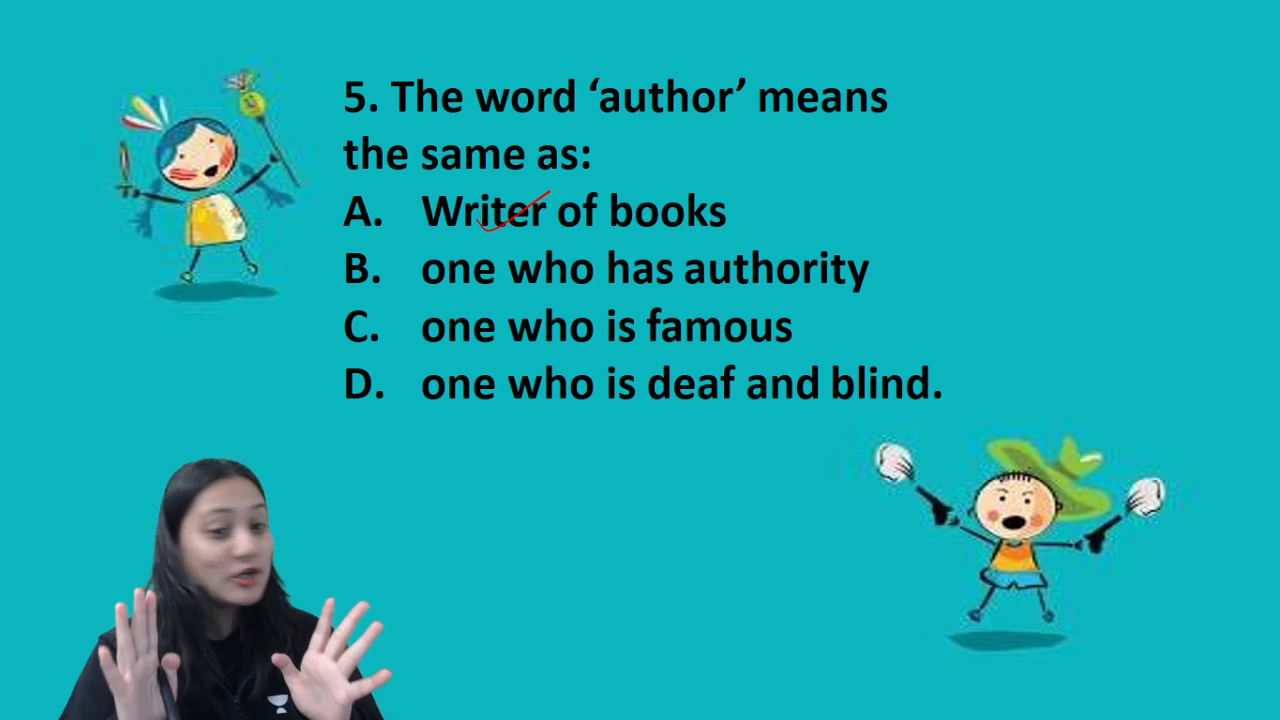 5. The word ‘author’ means
the same as:
A. Writer of books
B. one who has authority
C. one who is famous
D. one who is deaf and blind.